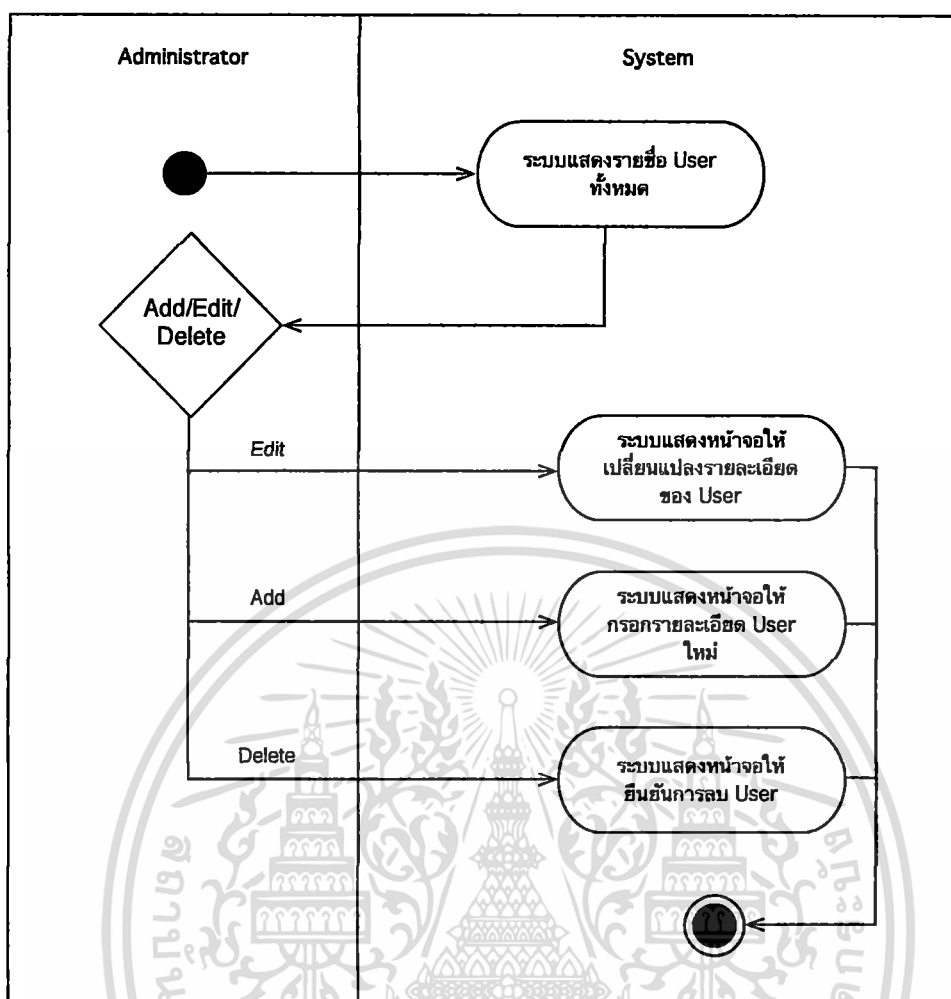 Administrator
System
ระบบแสดงรายชื่อ User
ทั้งหมด
Add/Edit/
Delete
Edit
ระบบแสดงหน้าจอให้
เปลี่ยนแปลงรายละเอียด
ของ User
Add
ระบบแสดงหน้าจอให้
กรอกรายละเอียด User
ใหม่
Delete
ระบบแสดงหน้าจอให้
ยืนยันการลบ User